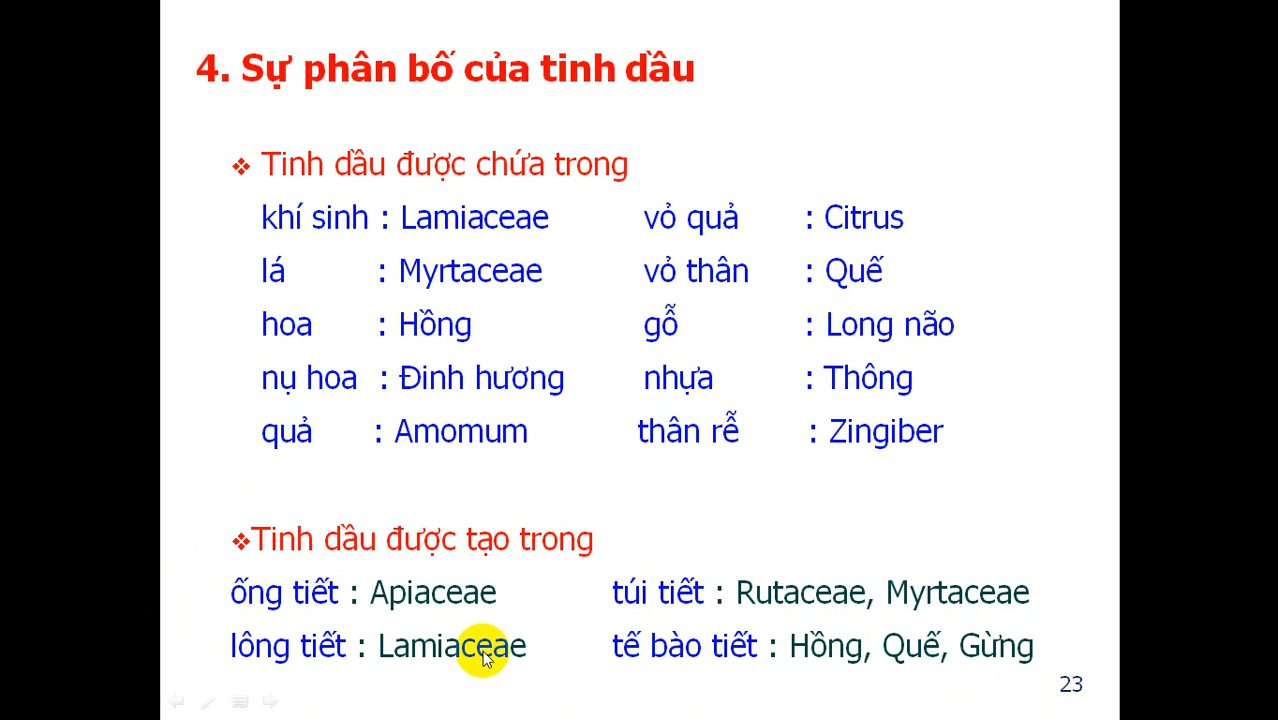 4. Sự phân bố của tinh dầu
❖ Tinh dầu được chứa trong
khí sinh : Lamiaceae vỏ quả : Citrus
lá : Myrtaceae vỏ thân : Quế
hoa : Hồng gỗ : Long não
nụ hoa : Đinh hương nhựa : Thông
quả : Amomum thân rễ : Zingiber
❖Tinh dầu được tạo trong
ống tiết : Apiaceae túi tiết : Rutaceae, Myrtaceae
lông tiết : Lamiaceae tế bào tiết : Hồng, Quế, Gừng
23